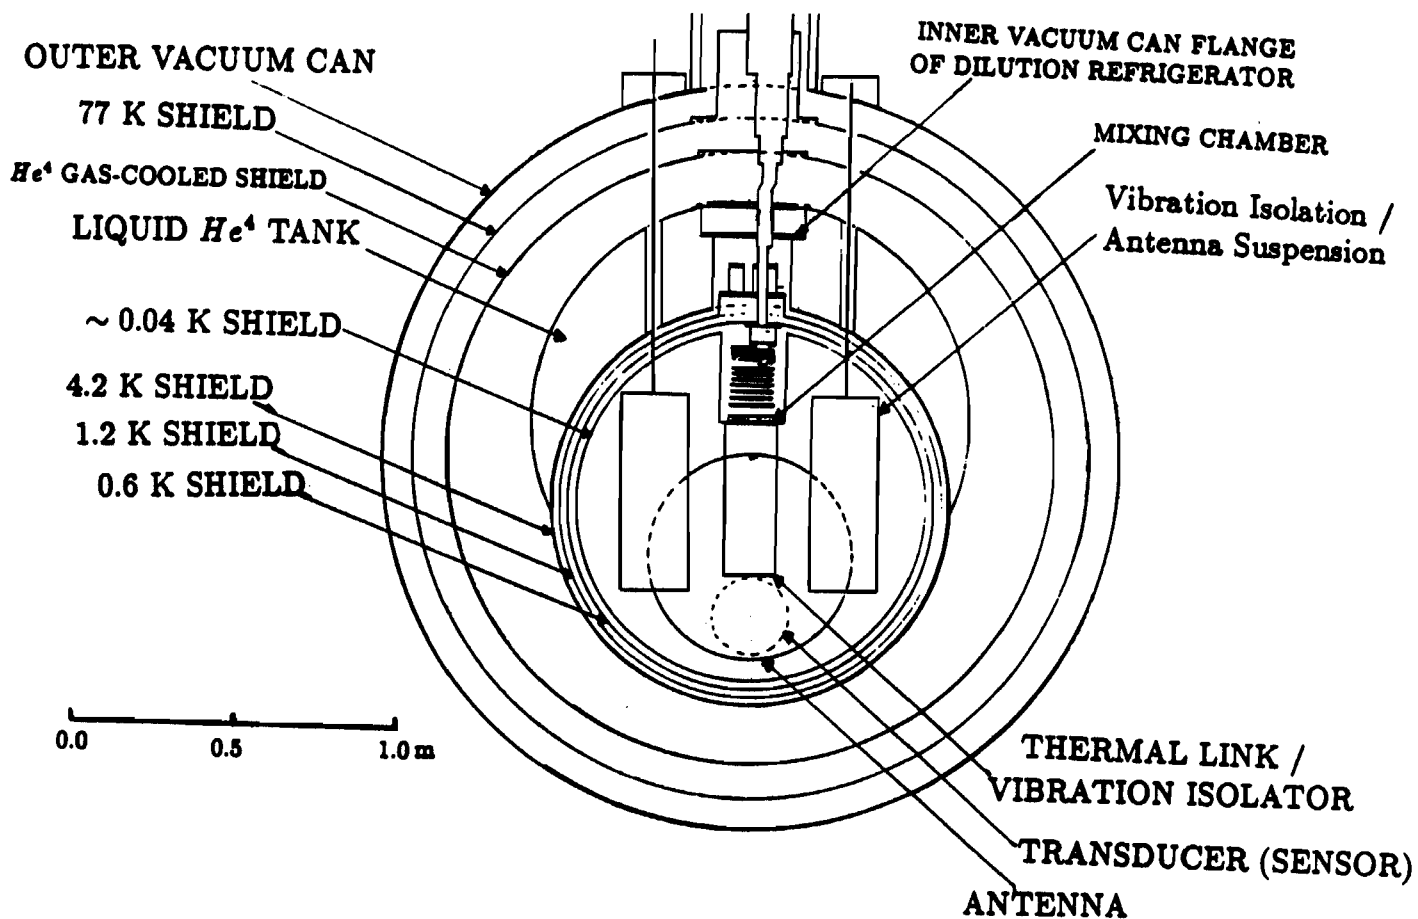 OUTER VACUUM CAN
77 K SHIELD
He⁴ GAS-COOLED SHIELD
LIQUID He⁴ TANK
~ 0.04 K SHIELD
4.2 K SHIELD
1.2 K SHIELD
0.6 K SHIELD
INNER VACUUM CAN FLANGE
OF DILUTION REFRIGERATOR
MIXING CHAMBER
Vibration Isolation /
Antenna Suspension
0.0 0.5 1.0 m
THERMAL LINK /
VIBRATION ISOLATOR
TRANSDUCER (SENSOR)
ANTENNA